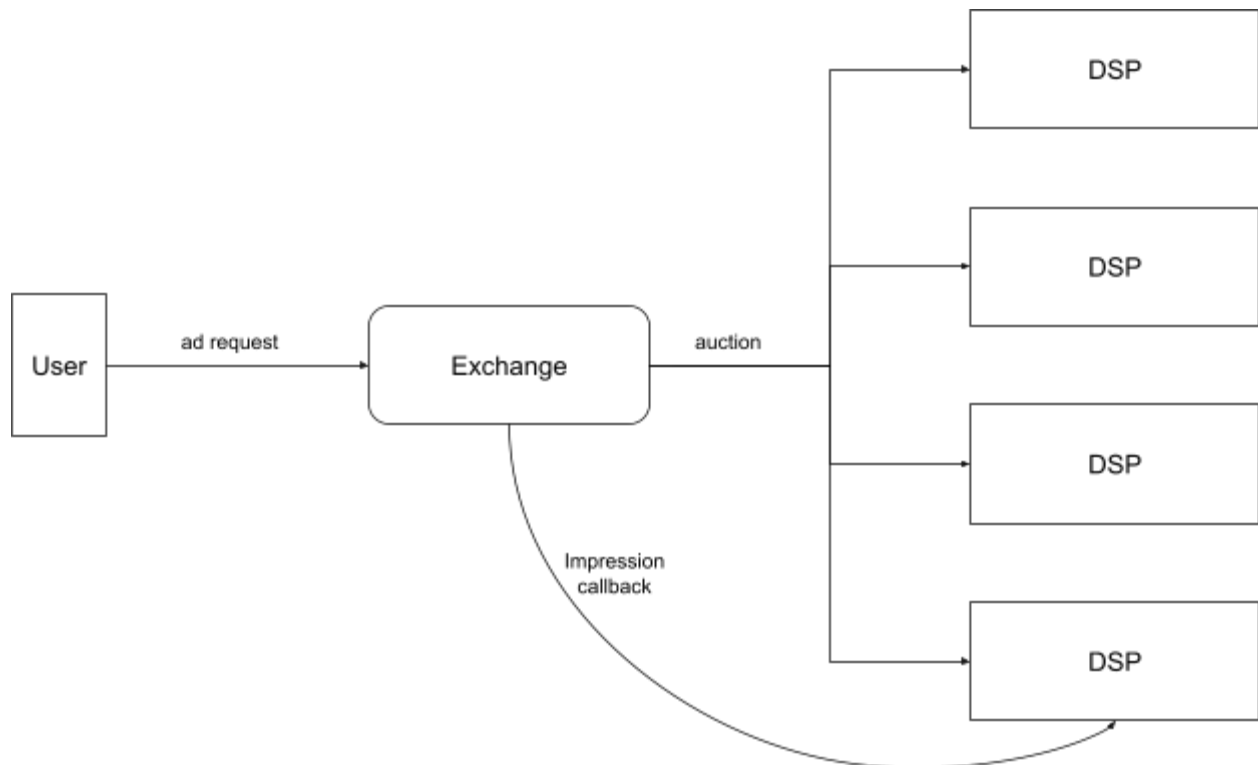 DSP
DSP
ad request
auction
User
Exchange
DSP
Impression
callback
DSP